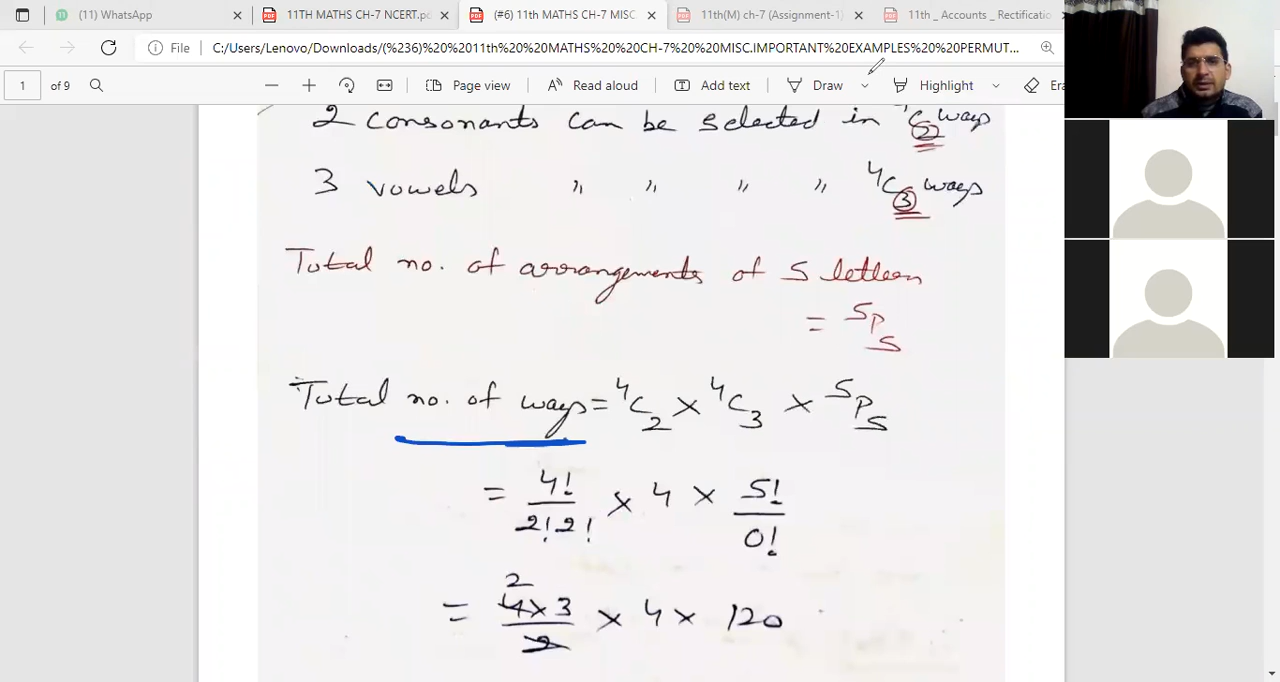 (11) WhatsApp
11TH MATHS CH-7 NCERT.pd
(#6) 11th MATHS CH-7 MISC
11th(M) ch-7 (Assignment-1)
11th _ Accounts _ Rectificatio
File C:/Users/Lenovo/Downloads/(%236)%20%2011th%20%20MATHS%20%20CH-7%20%20MISC.IMPORTANT%20EXAMPLES%20%20PERMUT...
1 of 9 Page view Read aloud Add text Draw Highlight Era
2 consonants can be selected in ⁴C₂ ways
3 vowels " " " " ⁴C₃ ways
Total no. of arrangements of 5 letters
= ⁵P₅
Total no. of ways = ⁴C₂ × ⁴C₃ × ⁵P₅
= 4!/2!2! × 4 × 5!/0!
= 2 4×3/2 × 4 × 120